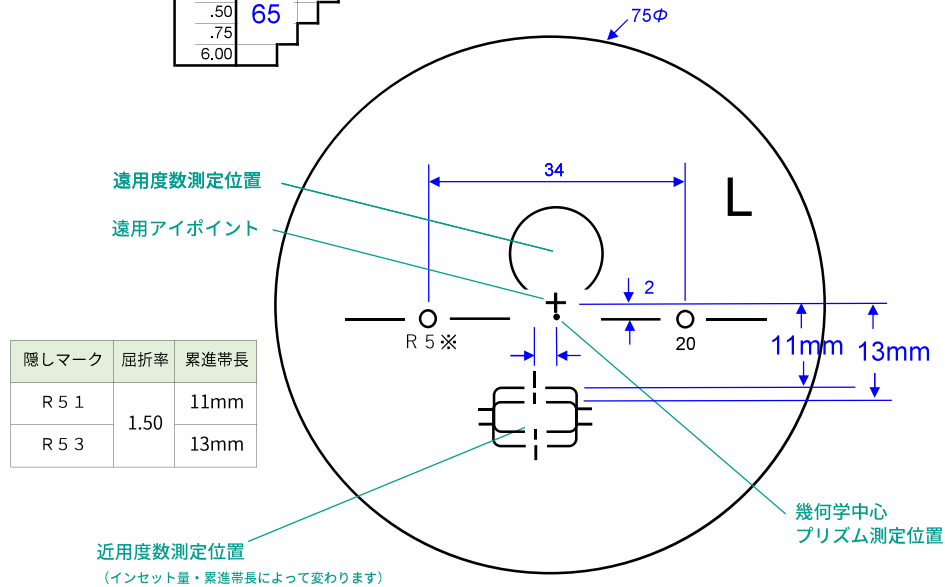 .50
65
.75
6.00
75Φ
34
遠用度数測定位置
L
遠用アイポイント
2
R 5※
20
11mm
13mm
隠しマーク 屈折率 累進帯長
R 5 1 1.50 11mm
R 5 3 13mm
幾何学中心
プリズム測定位置
近用度数測定位置
(インセット量・累進帯長によって変わります)